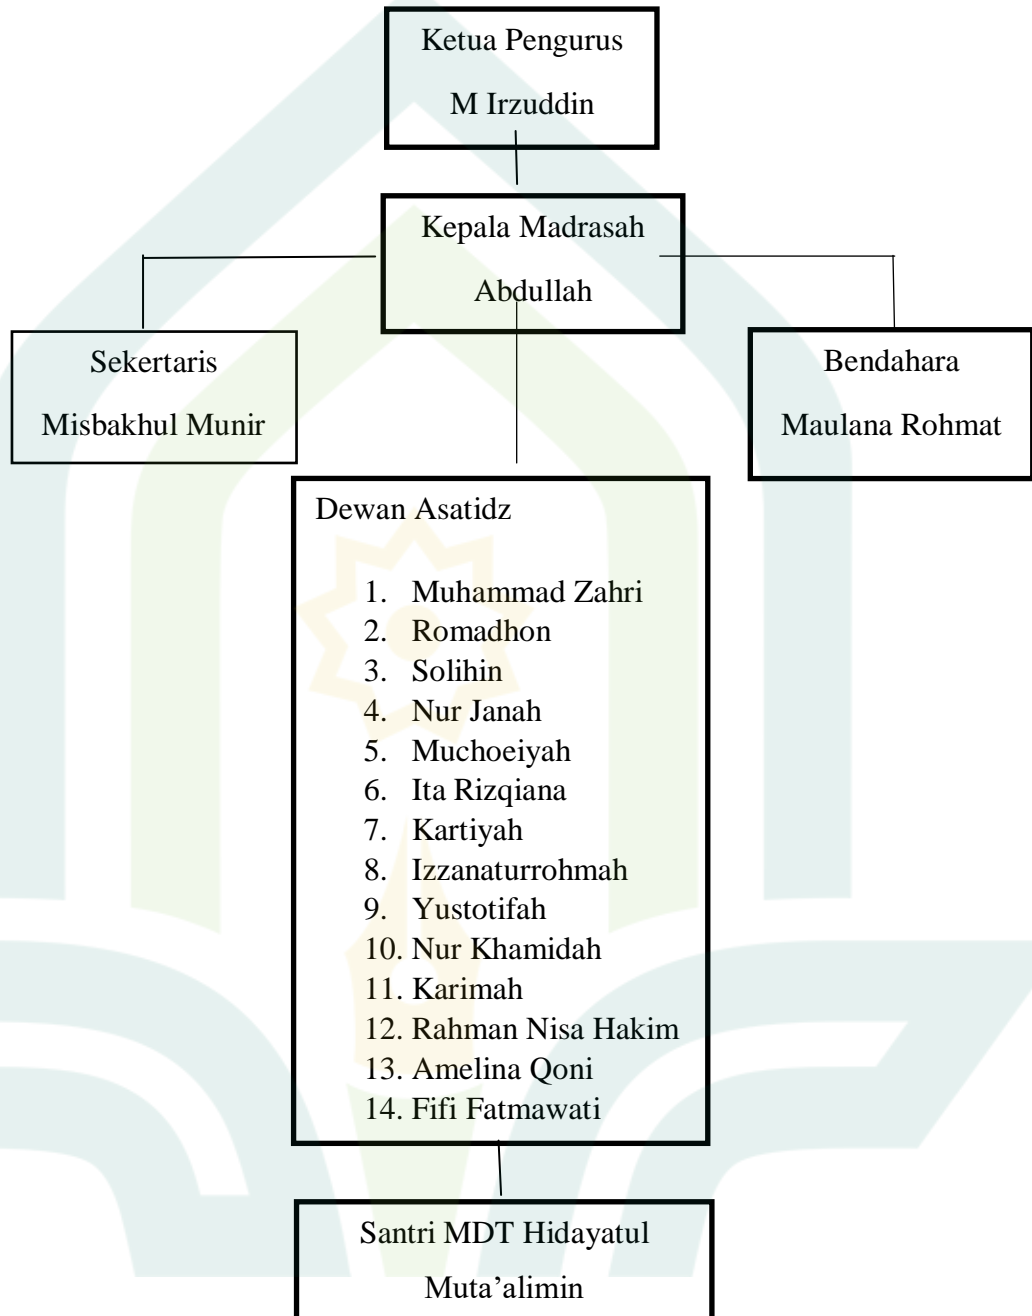 Ketua Pengurus
M Irzuddin
Kepala Madrasah
Abdullah
Sekertaris
Misbakhul Munir
Bendahara
Maulana Rohmat
Dewan Asatidz
1. Muhammad Zahri
2. Romadhon
3. Solihin
4. Nur Janah
5. Muchoeiyah
6. Ita Rizqiana
7. Kartiyah
8. Izzanaturrohmah
9. Yustotifah
10. Nur Khamidah
11. Karimah
12. Rahman Nisa Hakim
13. Amelina Qoni
14. Fifi Fatmawati
Santri MDT Hidayatul
Muta’alimin